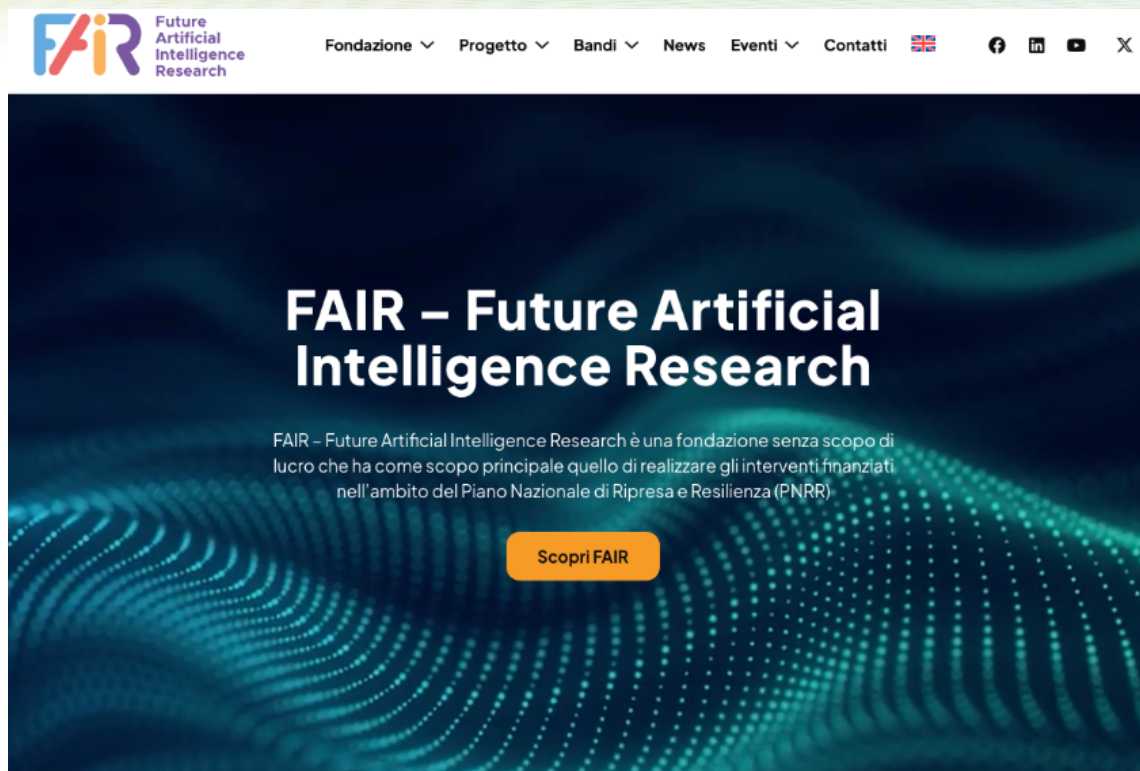 FAIR
Future
Artificial
Intelligence
Research
Fondazione Progetto Bandi News Eventi Contatti
FAIR – Future Artificial
Intelligence Research
FAIR – Future Artificial Intelligence Research è una fondazione senza scopo di
lucro che ha come scopo principale quello di realizzare gli interventi finanziati
nell'ambito del Piano Nazionale di Ripresa e Resilienza (PNRR)
Scopri FAIR